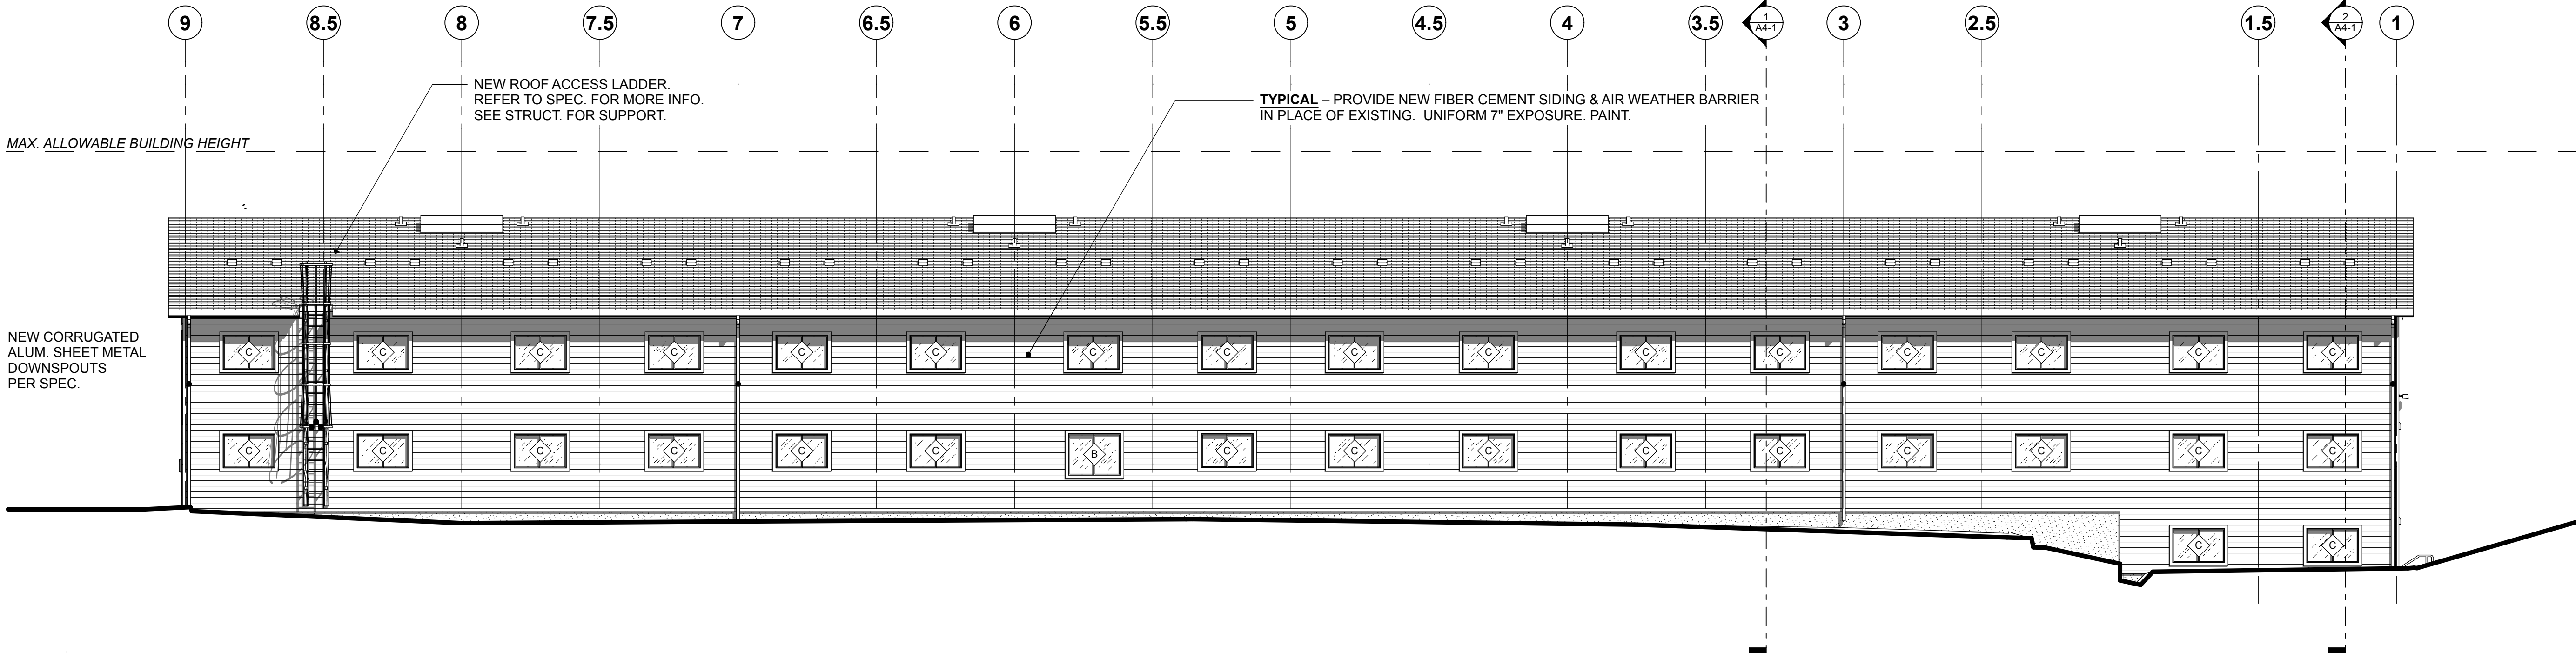 9 8.5 8 7.5 7 6.5 6 5.5 5 4.5 4 3.5 1 3 2.5 1.5 2 1
A4-1 A4-1
NEW ROOF ACCESS LADDER.
REFER TO SPEC. FOR MORE INFO.
SEE STRUCT. FOR SUPPORT.
TYPICAL – PROVIDE NEW FIBER CEMENT SIDING & AIR WEATHER BARRIER
IN PLACE OF EXISTING. UNIFORM 7" EXPOSURE. PAINT.
MAX. ALLOWABLE BUILDING HEIGHT
NEW CORRUGATED
ALUM. SHEET METAL
DOWNSPOUTS
PER SPEC.
C C C C C C C C C C C C C C C C
C C C C C C B C C C C C C C C C
C C